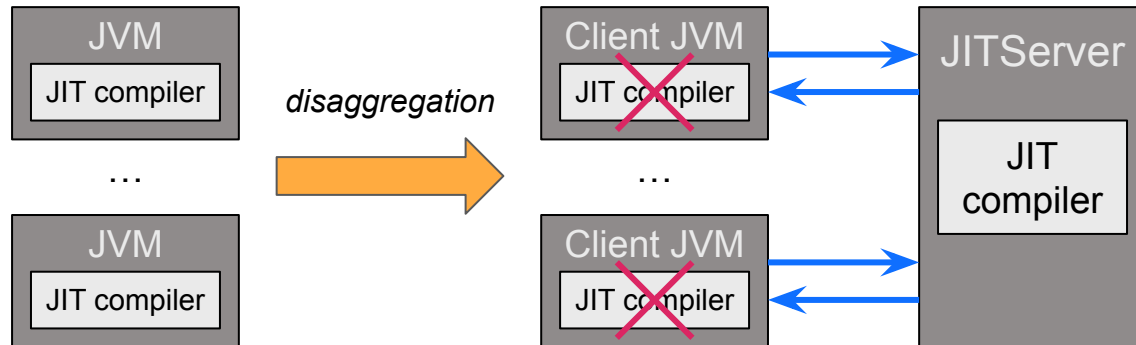 JVM
JIT compiler
...
JVM
JIT compiler
disaggregation
Client JVM
JIT compiler
...
Client JVM
JIT compiler
JITServer
JIT
compiler